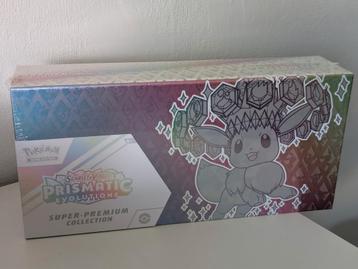 Pokémon
PRISMATIC
EVOLUTIONS
SUPER-PREMIUM
COLLECTION